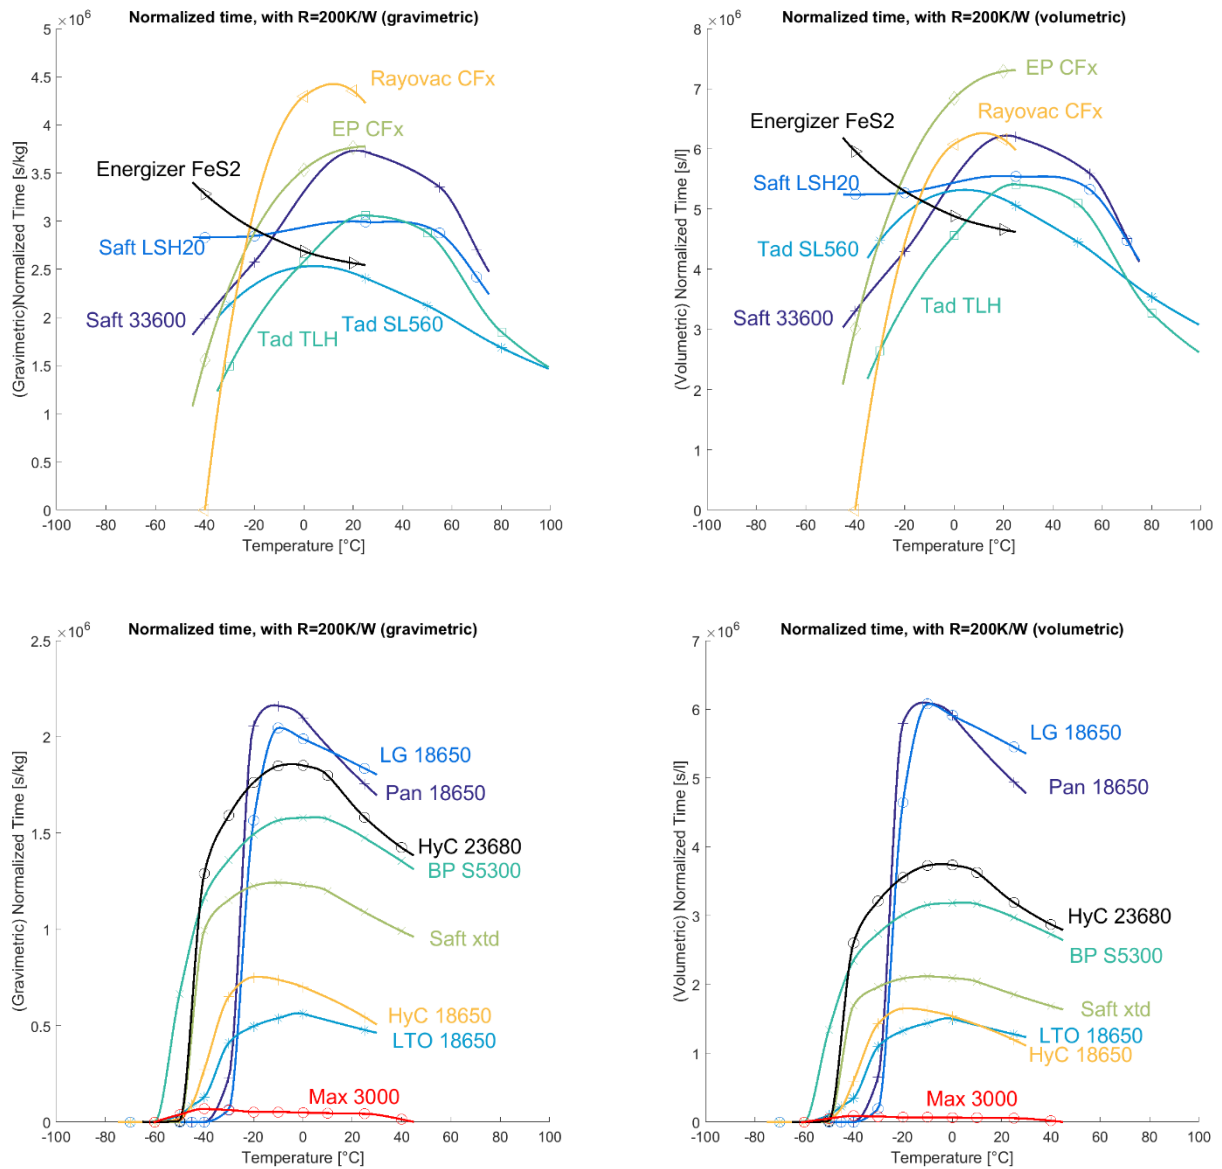 Normalized time, with R=200K/W (gravimetric)
×10⁶
5
4.5
4
3.5
3
2.5
2
1.5
1
0.5
0
(Gravimetric)Normalized Time [s/kg]
Rayovac CFx
EP CFx
Energizer FeS2
Saft LSH20
Saft 33600
Tad SL560
Tad TLH
-100 -80 -60 -40 -20 0 20 40 60 80 100
Temperature [°C]
Normalized time, with R=200K/W (volumetric)
×10⁶
8
7
6
5
4
3
2
1
0
(Volumetric) Normalized Time [s/l]
EP CFx
Rayovac CFx
Energizer FeS2
Saft LSH20
Tad SL560
Saft 33600
Tad TLH
-100 -80 -60 -40 -20 0 20 40 60 80 100
Temperature [°C]
Normalized time, with R=200K/W (gravimetric)
×10⁶
2.5
2
1.5
1
0.5
0
(Gravimetric) Normalized Time [s/kg]
LG 18650
Pan 18650
HyC 23680
BP S5300
Saft xtd
HyC 18650
LTO 18650
Max 3000
-100 -80 -60 -40 -20 0 20 40 60 80 100
Temperature [°C]
Normalized time, with R=200K/W (volumetric)
×10⁶
7
6
5
4
3
2
1
0
(Volumetric) Normalized Time [s/l]
LG 18650
Pan 18650
HyC 23680
BP S5300
Saft xtd
LTO 18650
HyC 18650
Max 3000
-100 -80 -60 -40 -20 0 20 40 60 80 100
Temperature [°C]